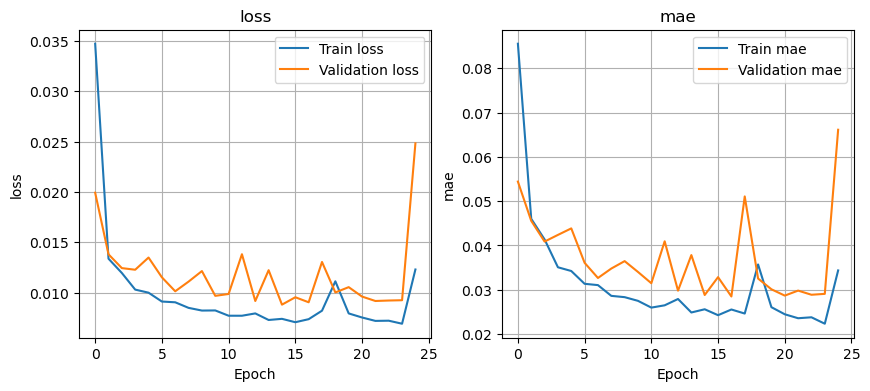 loss
Train loss
Validation loss
0.035
0.030
0.025
0.020
0.015
0.010
loss
0 5 10 15 20 25
Epoch
mae
Train mae
Validation mae
0.08
0.07
0.06
0.05
0.04
0.03
0.02
mae
0 5 10 15 20 25
Epoch